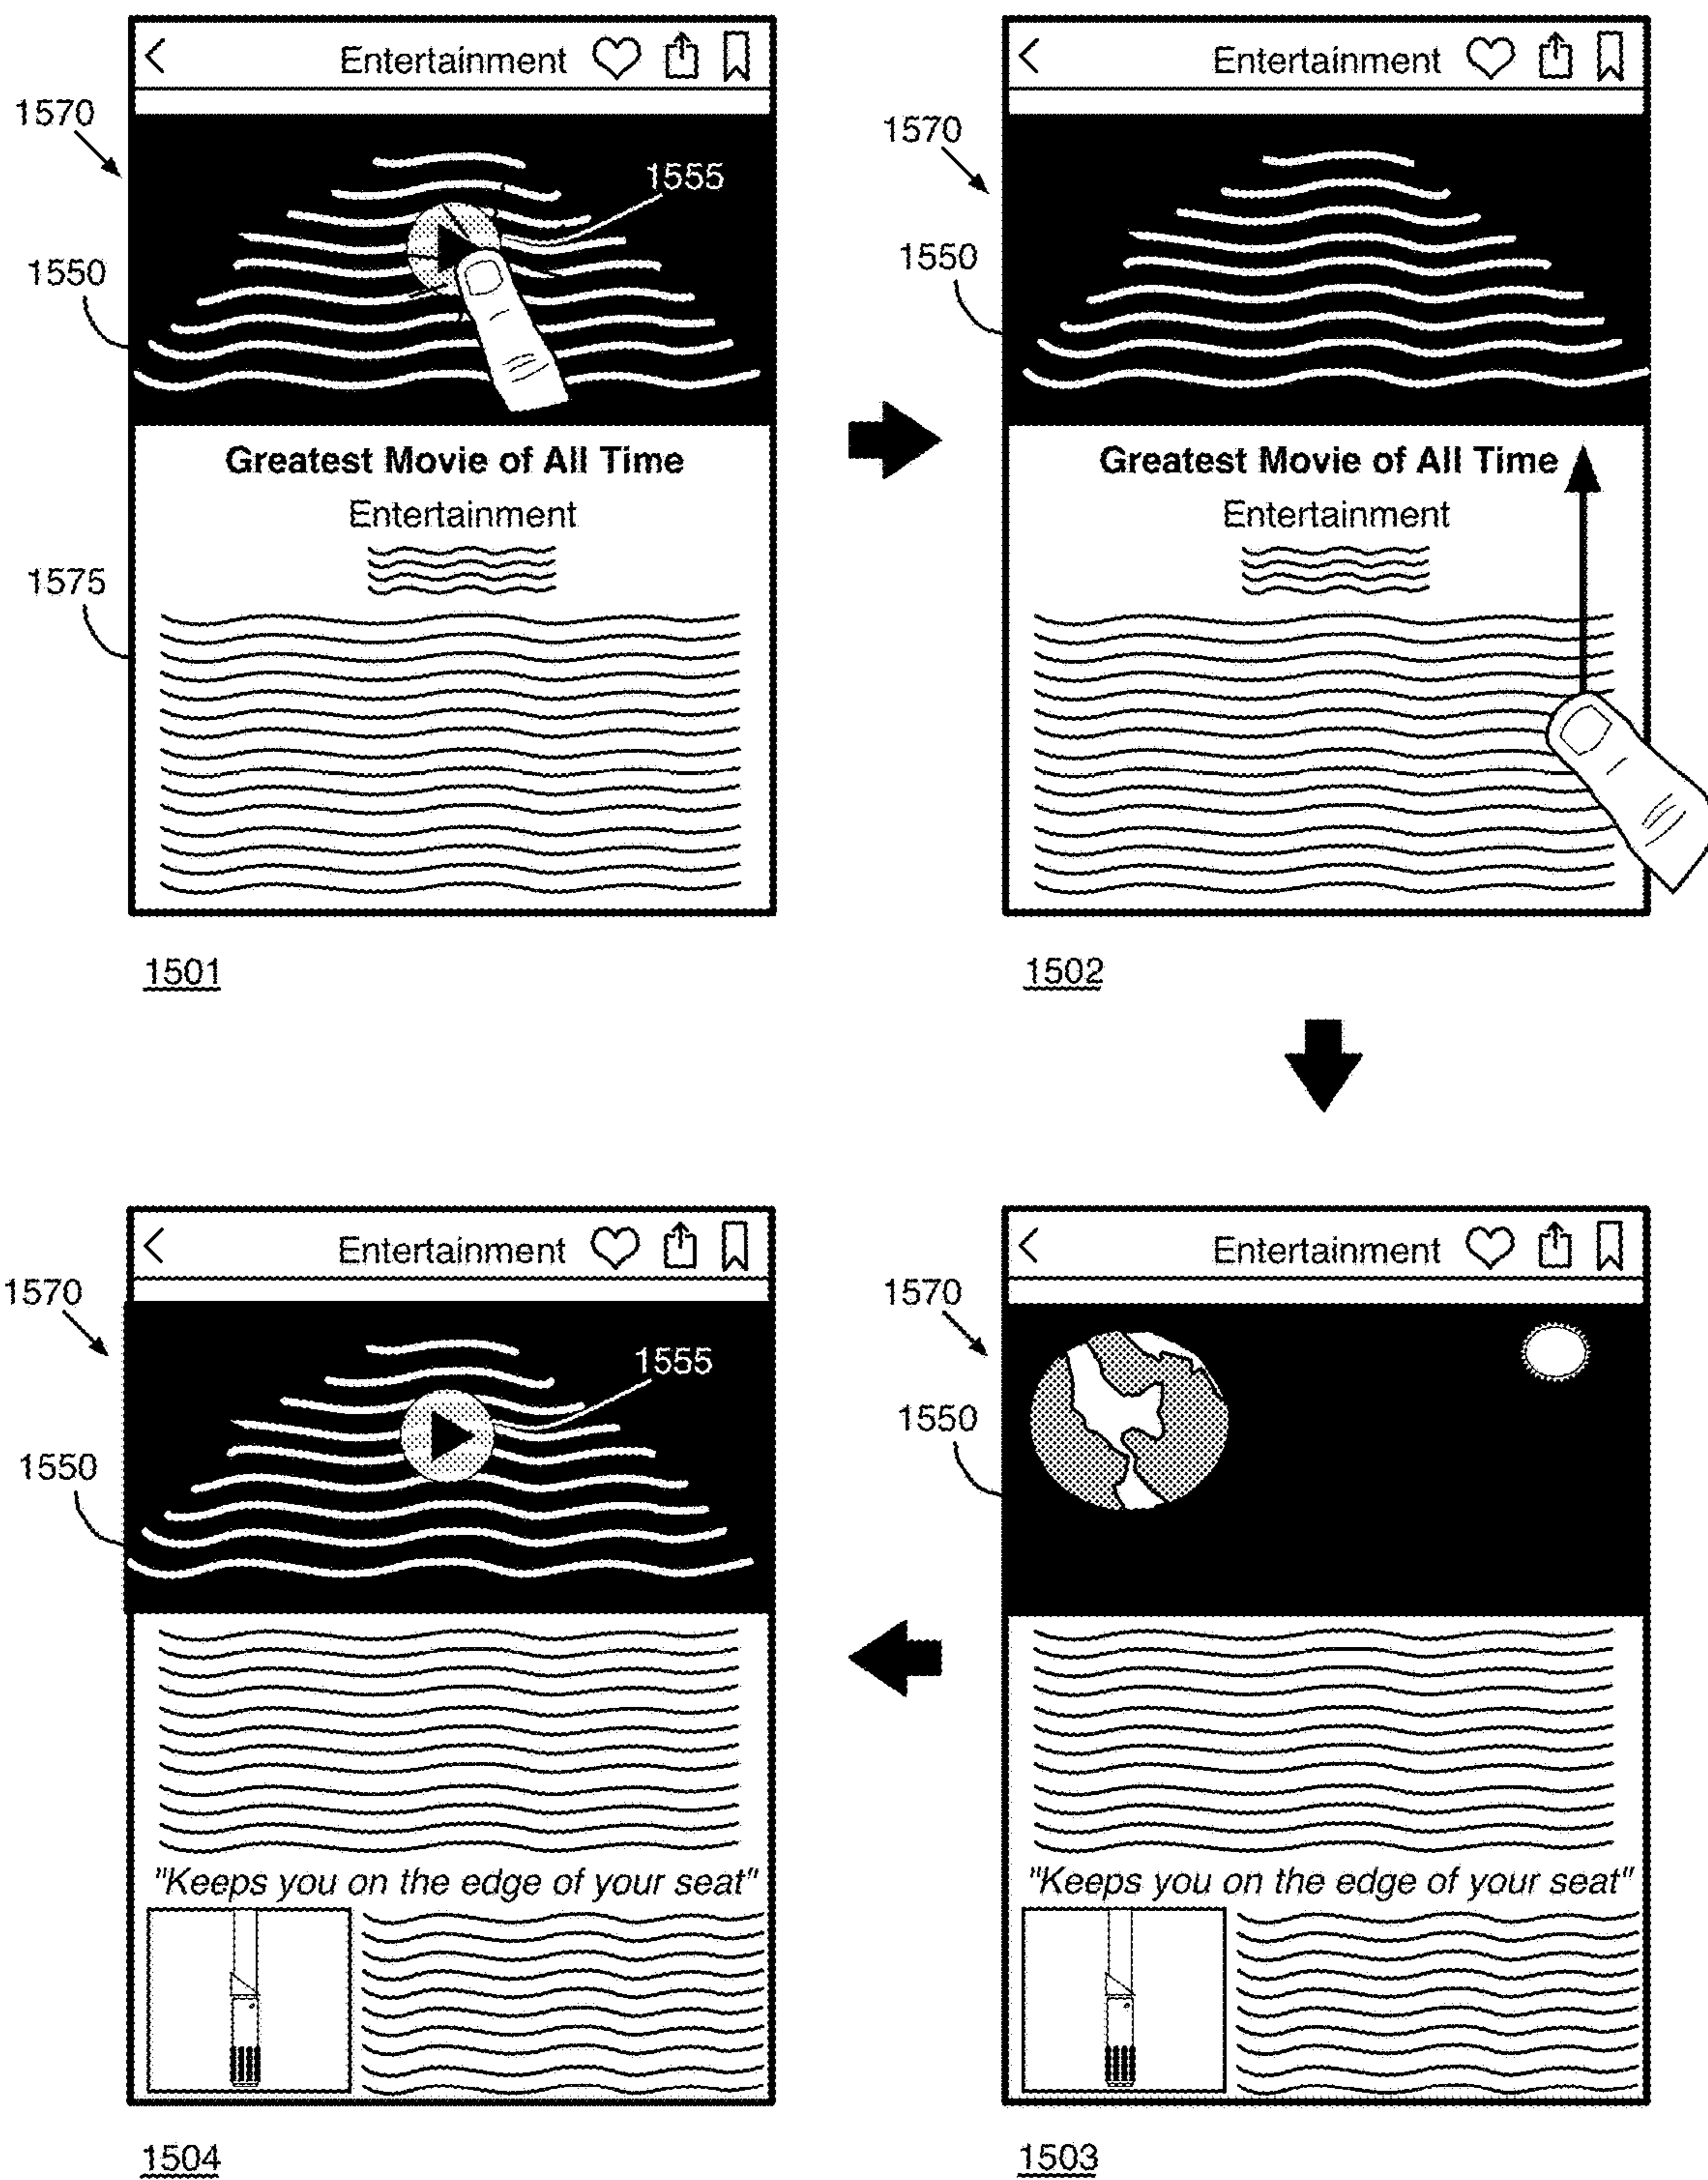 Entertainment
1570
1555
1550
Greatest Movie of All Time
Entertainment
1575
1501
Entertainment
1570
1550
Greatest Movie of All Time
Entertainment
1502
Entertainment
1570
1555
1550
"Keeps you on the edge of your seat"
1504
Entertainment
1570
1550
"Keeps you on the edge of your seat"
1503